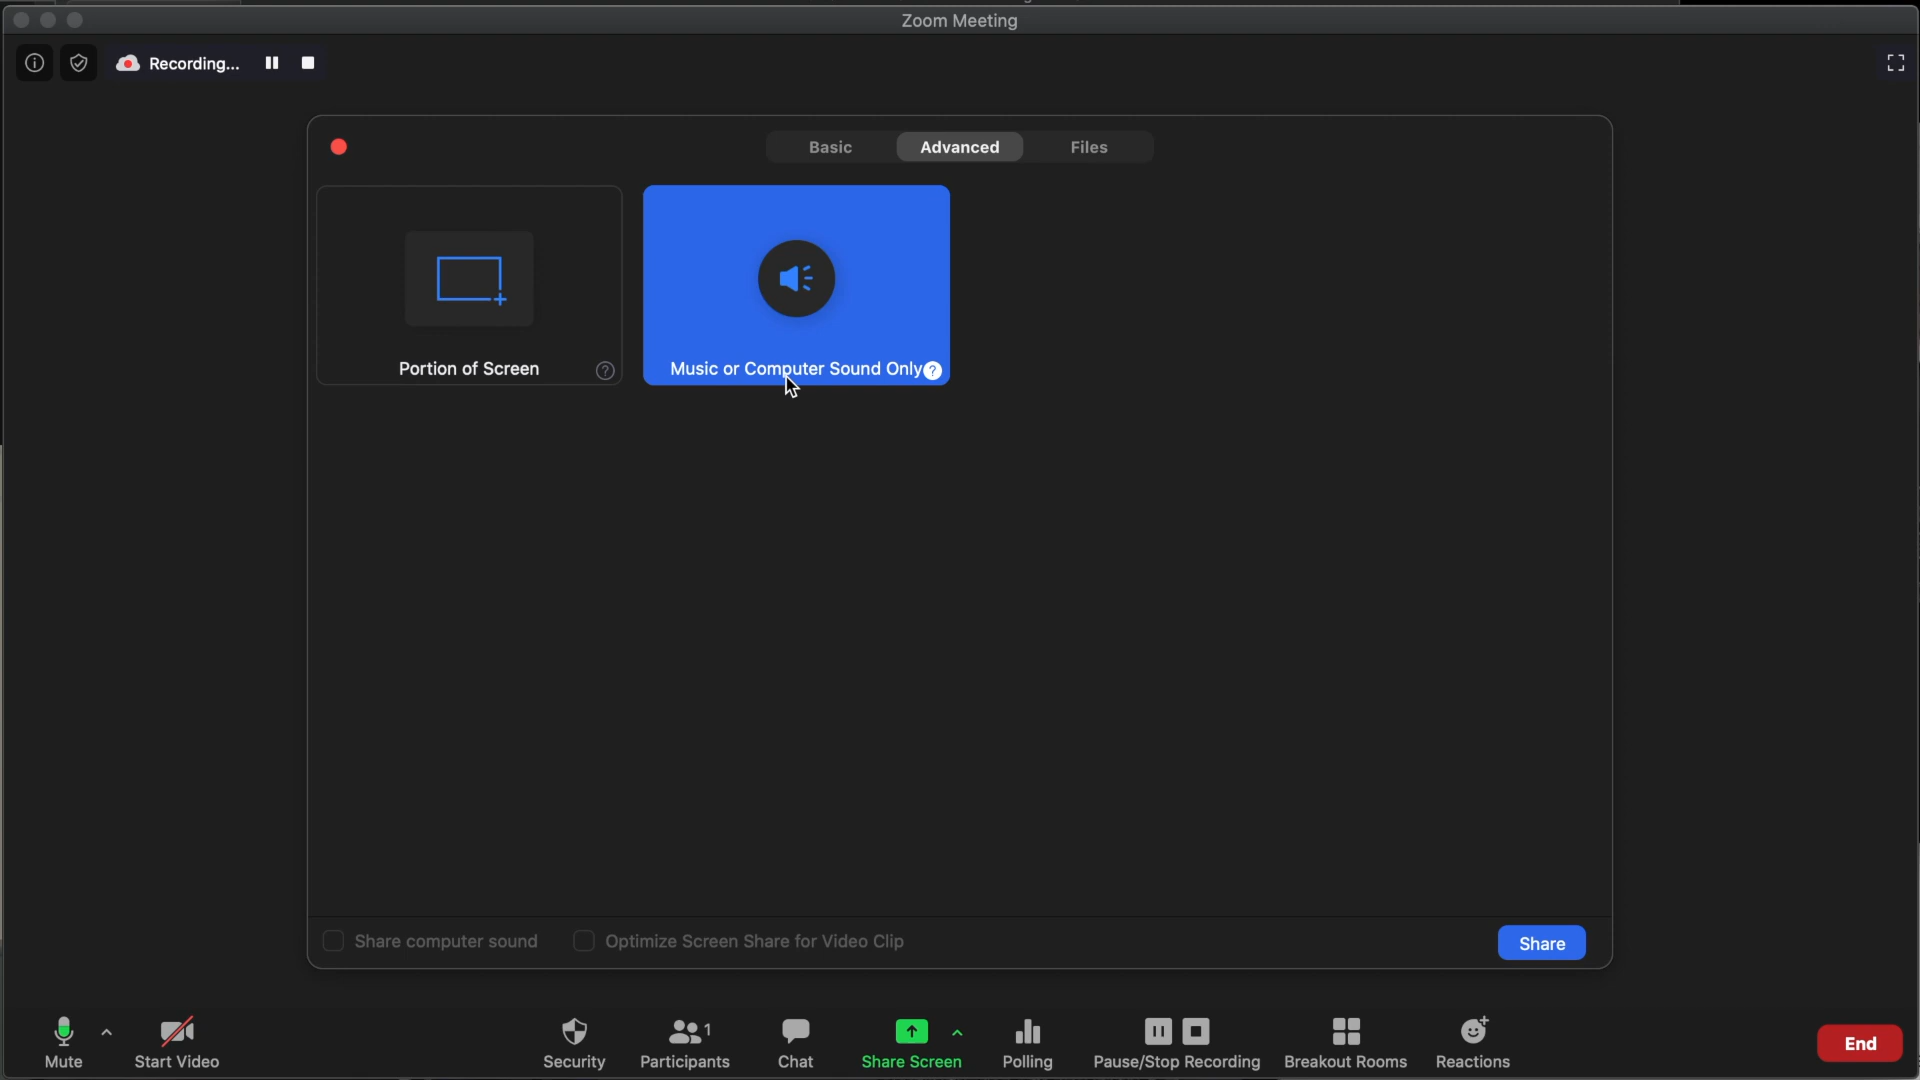 Zoom Meeting
Recording...
Basic Advanced Files
Portion of Screen ?
Music or Computer Sound Only ?
Share computer sound Optimize Screen Share for Video Clip Share
1
Mute Start Video Security Participants Chat Share Screen Polling Pause/Stop Recording Breakout Rooms Reactions End